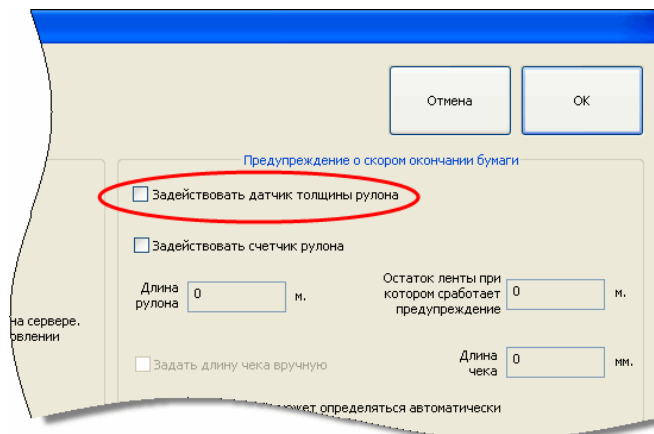 Отмена
ОК
Предупреждение о скором окончании бумаги
Задействовать датчик толщины рулона
Задействовать счетчик рулона
Длина
рулона
0
м.
Остаток ленты при
котором сработает
предупреждение
0
м.
на сервере.
овлении
Задать длину чека вручную
Длина
чека
0
мм.
может определяться автоматически